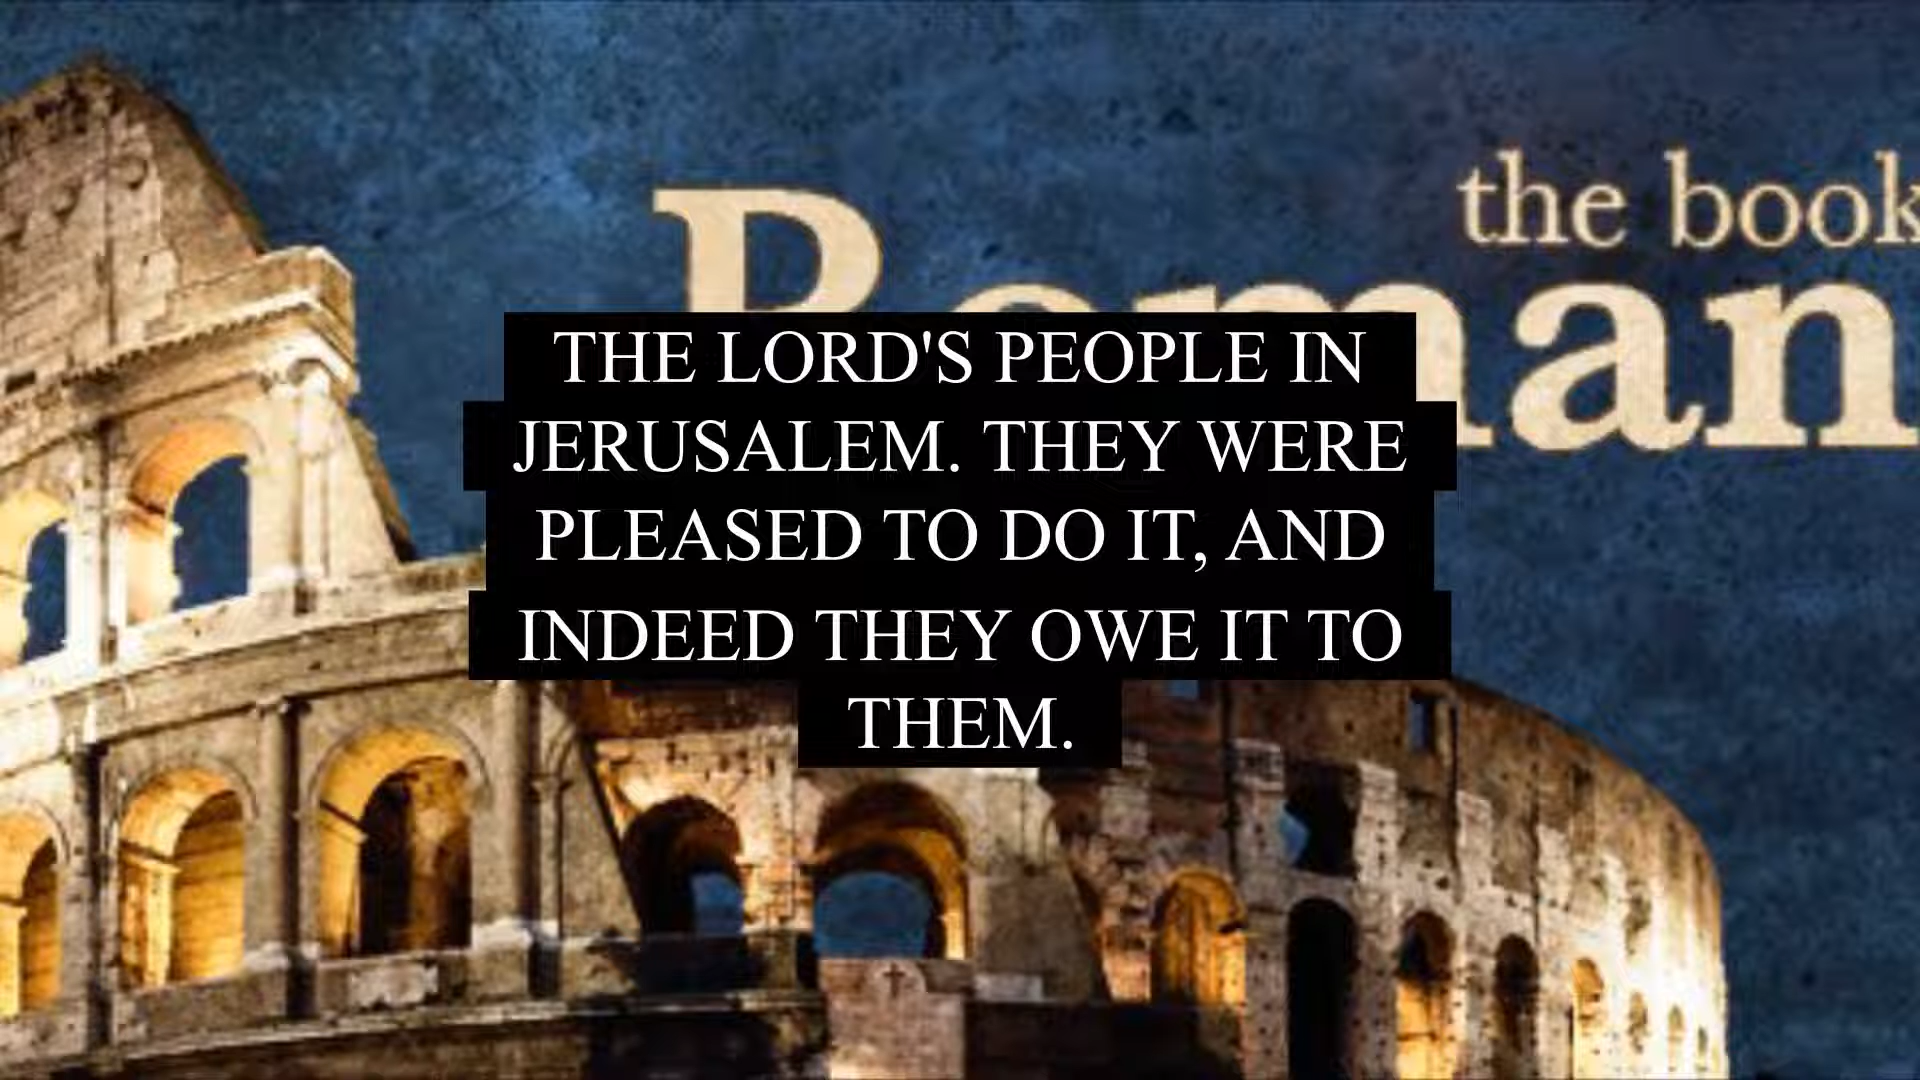 the book
Roman
THE LORD'S PEOPLE IN
JERUSALEM. THEY WERE
PLEASED TO DO IT, AND
INDEED THEY OWE IT TO
THEM.